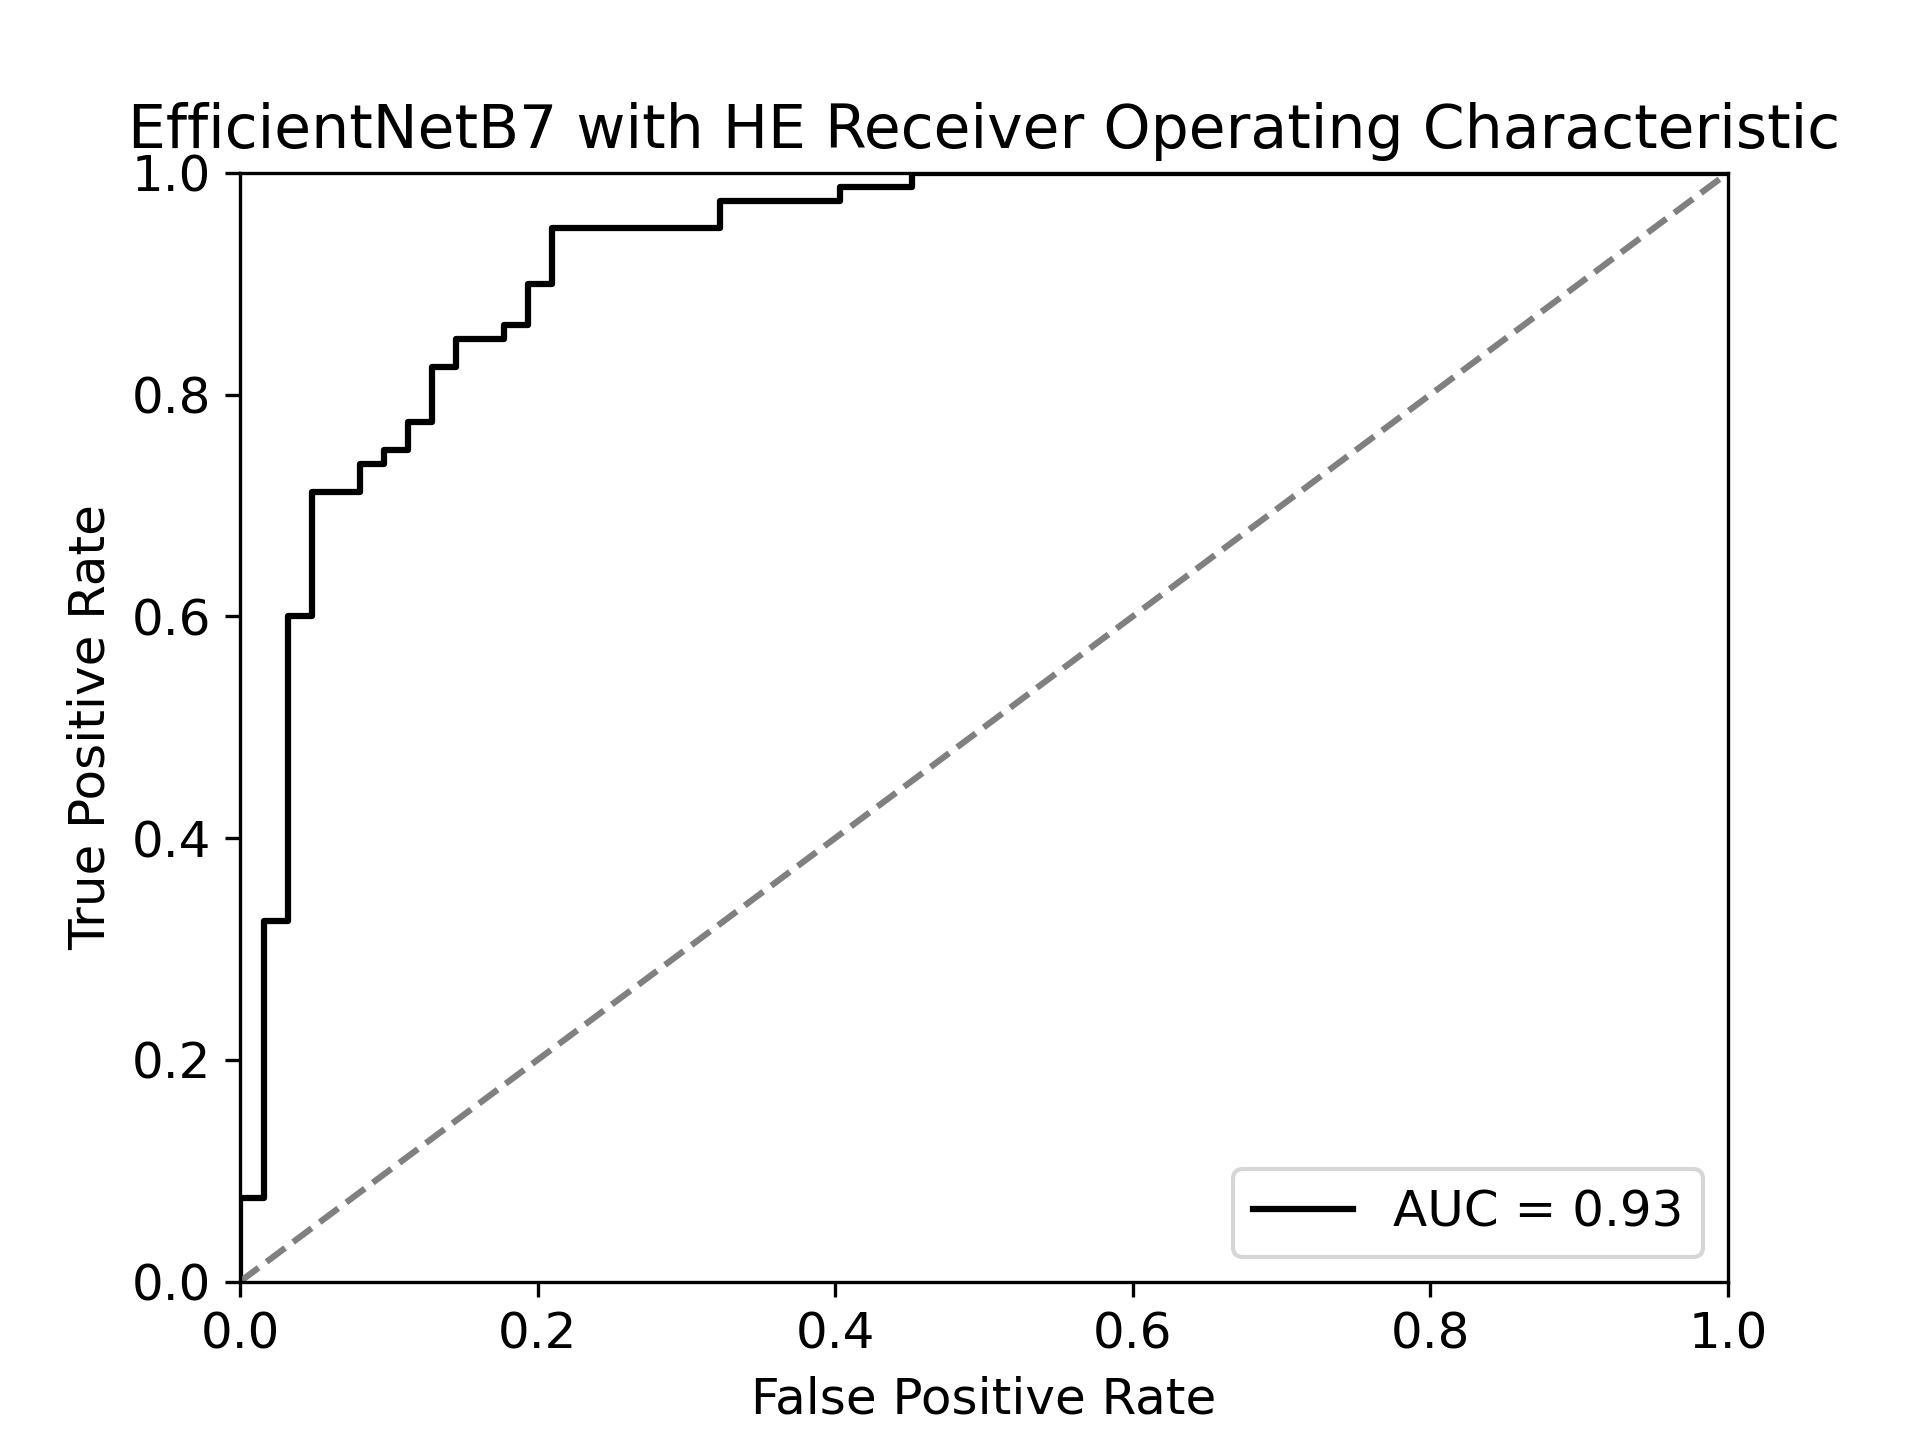 EfficientNetB7 with HE Receiver Operating Characteristic
1.0
0.8
0.6
0.4
0.2
0.0
True Positive Rate
AUC = 0.93
0.0 0.2 0.4 0.6 0.8 1.0
False Positive Rate